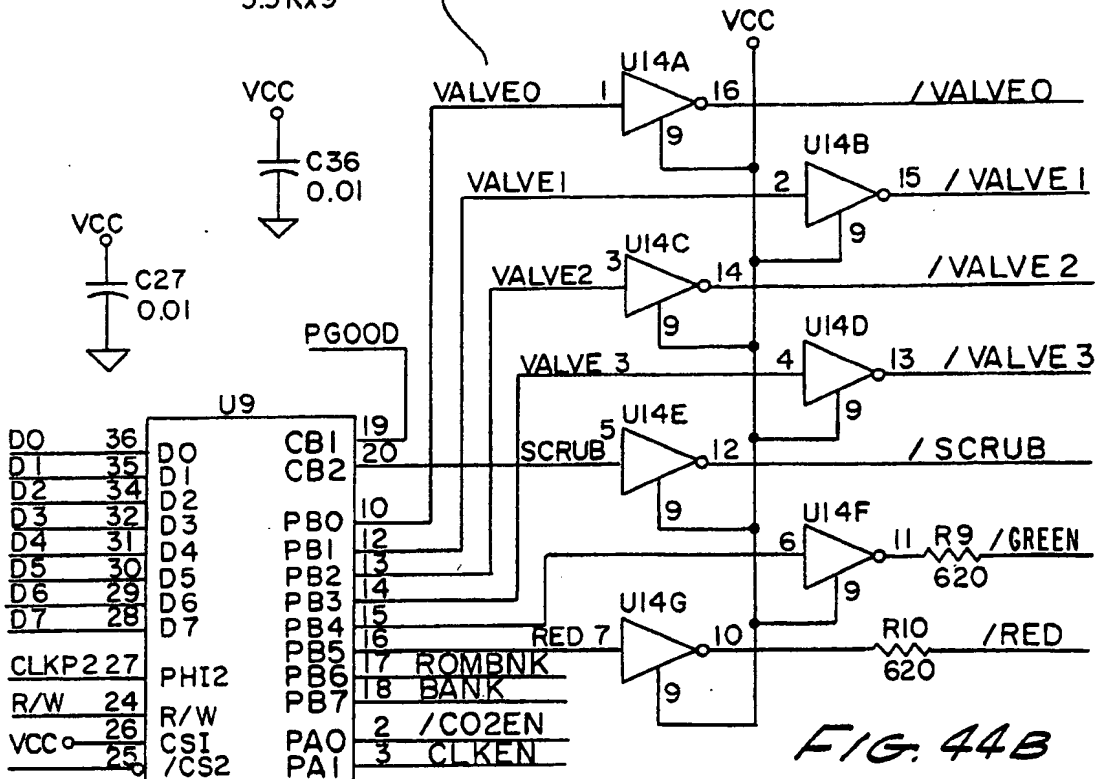 3.3Kx9
VCC
U14A
VALVE0 1 16 /VALVE0
9
VCC
C36
0.01
U14B
VALVE1 2 15 /VALVE1
9
VCC
C27
0.01
U14C
VALVE2 3 14 /VALVE 2
9
PGOOD
U14D
VALVE 3 4 13 /VALVE 3
9
U9
U14E
CB1 19
CB2 20 SCRUB 5 12 /SCRUB
9
D0 36 D0
D1 35 D1
D2 34 D2
D3 32 D3
D4 31 D4
D5 30 D5
D6 29 D6
D7 28 D7
PB0 10
PB1 12
PB2 13
PB3 14
PB4 15
U14F
6 11 R9 /GREEN
620
9
U14G
PB5 16 RED 7 10 R10 /RED
620
9
PB6 17 ROMBNK
PB7 18 BANK
CLKP2 27 PHI2
R/W 24 R/W
VCC 26 CS1
25 /CS2
PA0 2 /CO2EN
PA1 3 CLKEN
FIG. 44B